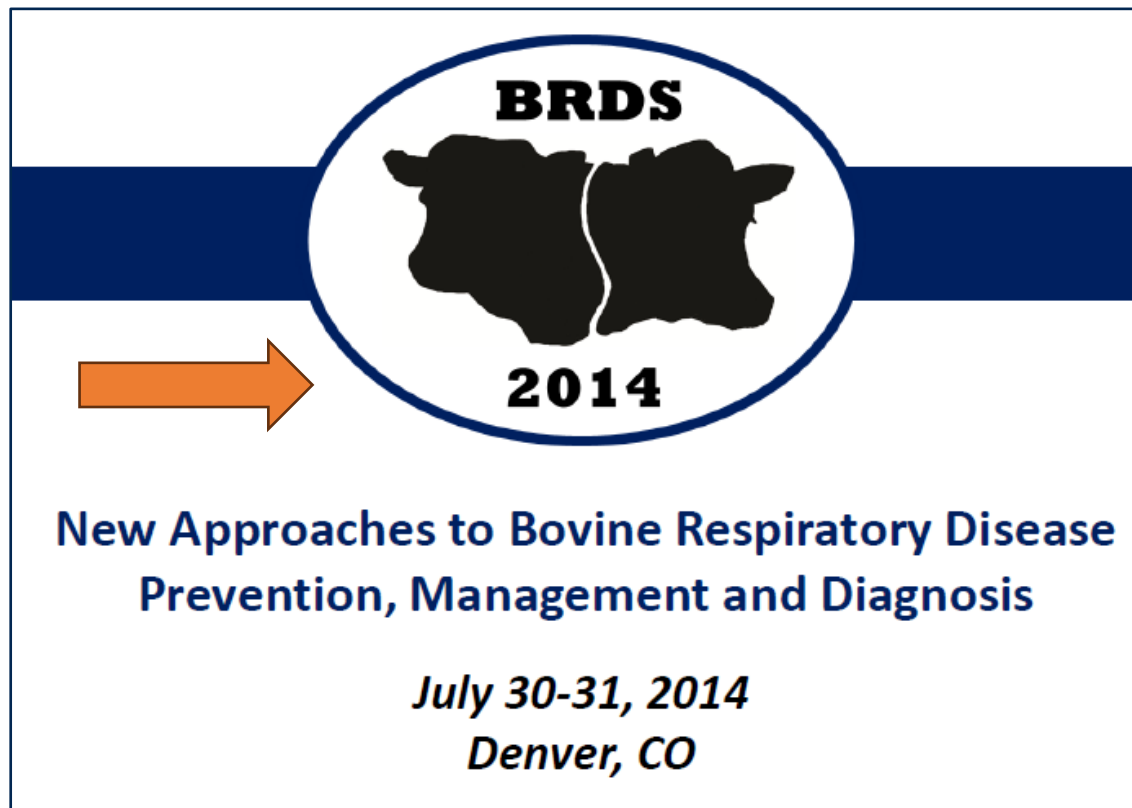 BRDS
2014
New Approaches to Bovine Respiratory Disease
Prevention, Management and Diagnosis
July 30-31, 2014
Denver, CO